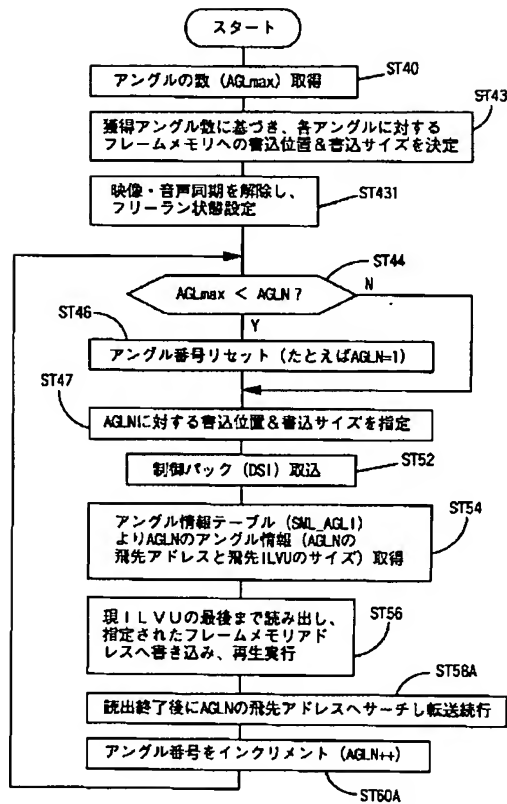 スタート
ST40
アングルの数 (AGLmax) 取得
ST43
獲得アングル数に基づき、各アングルに対する
フレームメモリへの書込位置&書込サイズを決定
映像・音声同期を解除し、
フリーラン状態設定
ST431
ST44
AGLmax < AGLN ?
N
ST46
Y
アングル番号リセット (たとえばAGLN=1)
ST47
AGLNに対する書込位置&書込サイズを指定
制御パック (DSI) 取込
ST52
アングル情報テーブル (SML_AGLI)
よりAGLNのアングル情報 (AGLNの
飛先アドレスと飛先ILVUのサイズ) 取得
ST54
現ILVUの最後まで読み出し、
指定されたフレームメモリアド
レスへ書き込み、再生実行
ST56
ST58A
読出終了後にAGLNの飛先アドレスへサーチし転送続行
アングル番号をインクリメント (AGLN++)
ST60A